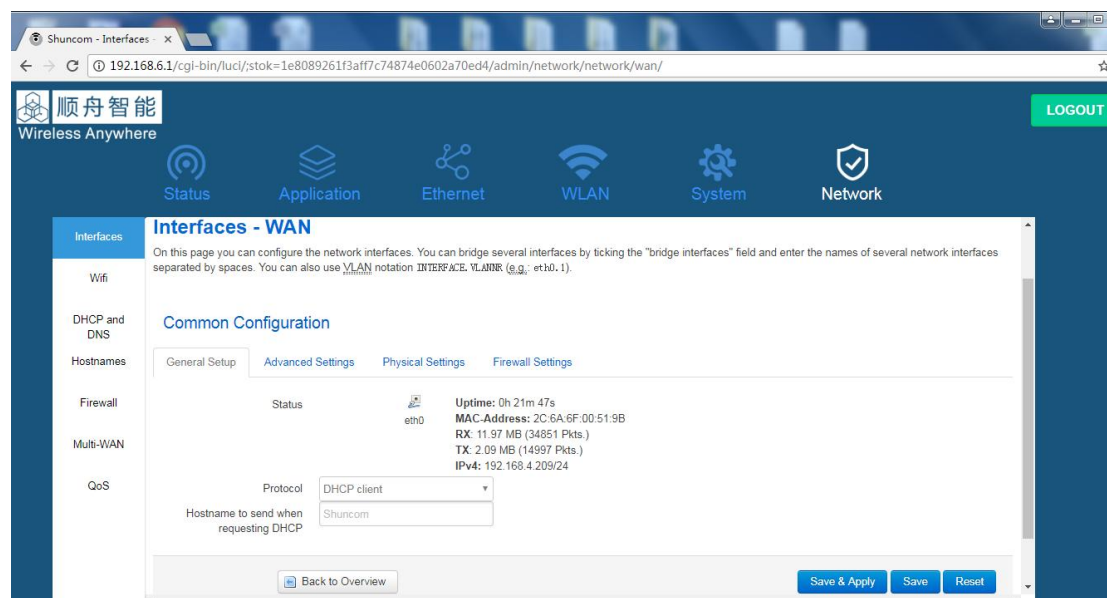 Shuncom - Interfaces -
192.168.6.1/cgi-bin/luci/;stok=1e8089261f3aff7c74874e0602a70ed4/admin/network/network/wan/
顺舟智能
Wireless Anywhere
LOGOUT
Status Application Ethernet WLAN System Network
Interfaces
Wifi
DHCP and
DNS
Hostnames
Firewall
Multi-WAN
QoS
Interfaces - WAN
On this page you can configure the network interfaces. You can bridge several interfaces by ticking the "bridge interfaces" field and enter the names of several network interfaces
separated by spaces. You can also use VLAN notation INTERFACE.VLANNR (e.g.: eth0.1).
Common Configuration
General Setup Advanced Settings Physical Settings Firewall Settings
Status
eth0
Uptime: 0h 21m 47s
MAC-Address: 2C:6A:6F:00:51:9B
RX: 11.97 MB (34851 Pkts.)
TX: 2.09 MB (14997 Pkts.)
IPv4: 192.168.4.209/24
Protocol DHCP client
Hostname to send when
requesting DHCP
Shuncom
Back to Overview Save & Apply Save Reset